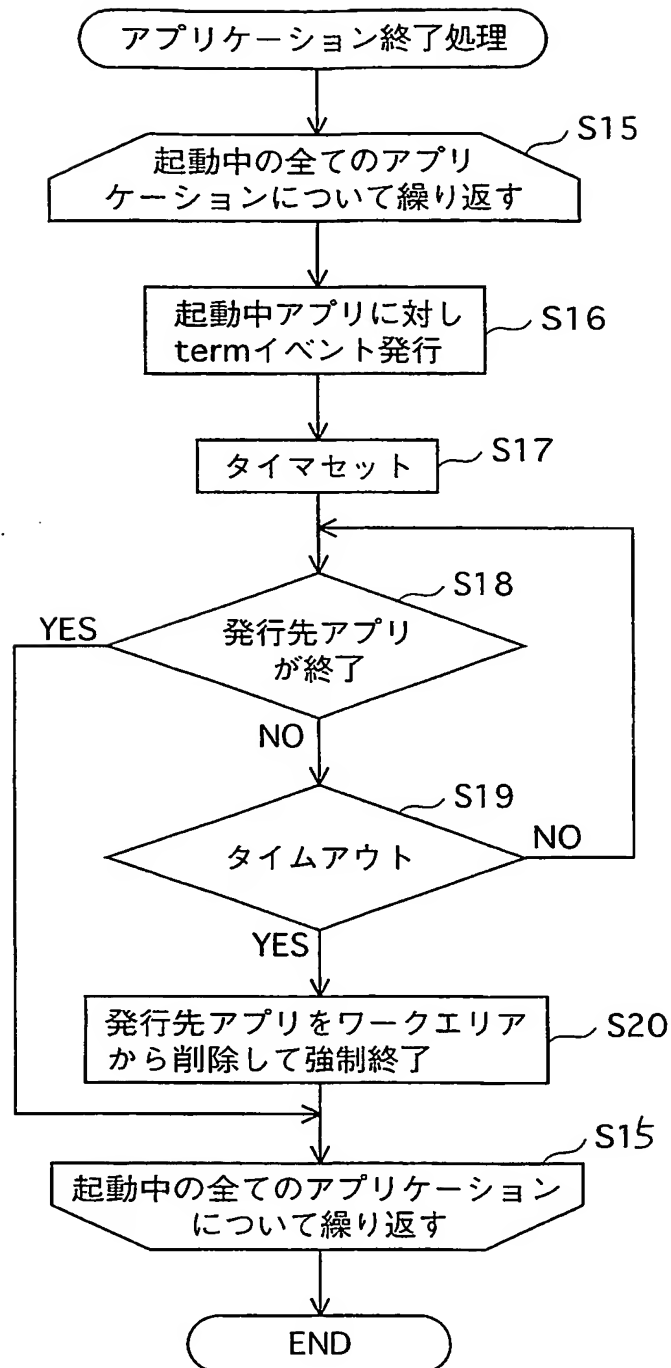 アプリケーション終了処理
S15
起動中の全てのアプリ
ケーションについて繰り返す
起動中アプリに対し
termイベント発行
S16
タイマセット
S17
S18
YES
発行先アプリ
が終了
NO
S19
タイムアウト
NO
YES
発行先アプリをワークエリア
から削除して強制終了
S20
S15
起動中の全てのアプリケーション
について繰り返す
END